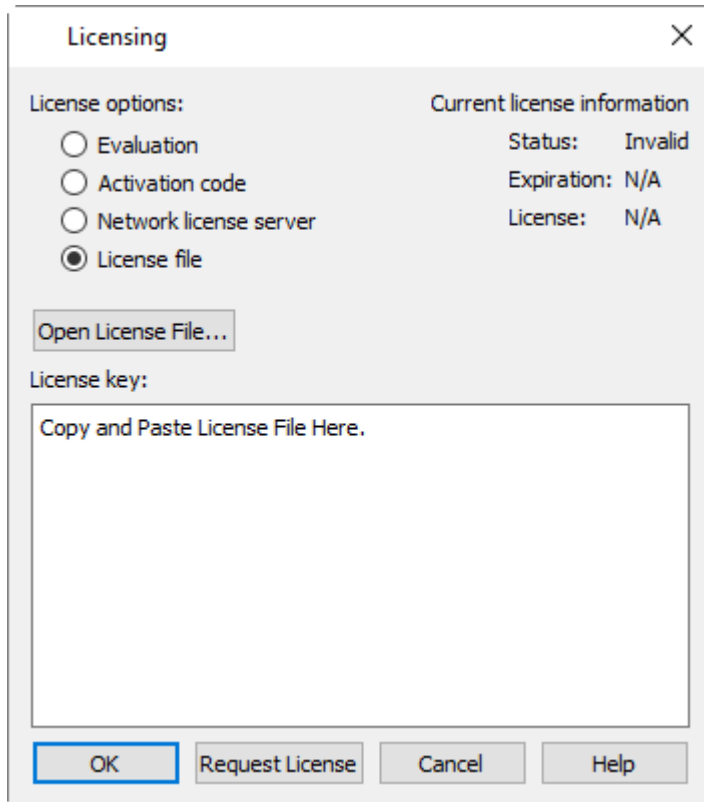 Licensing
License options:
Evaluation
Activation code
Network license server
License file
Current license information
Status: Invalid
Expiration: N/A
License: N/A
Open License File...
License key:
Copy and Paste License File Here.
OK
Request License
Cancel
Help